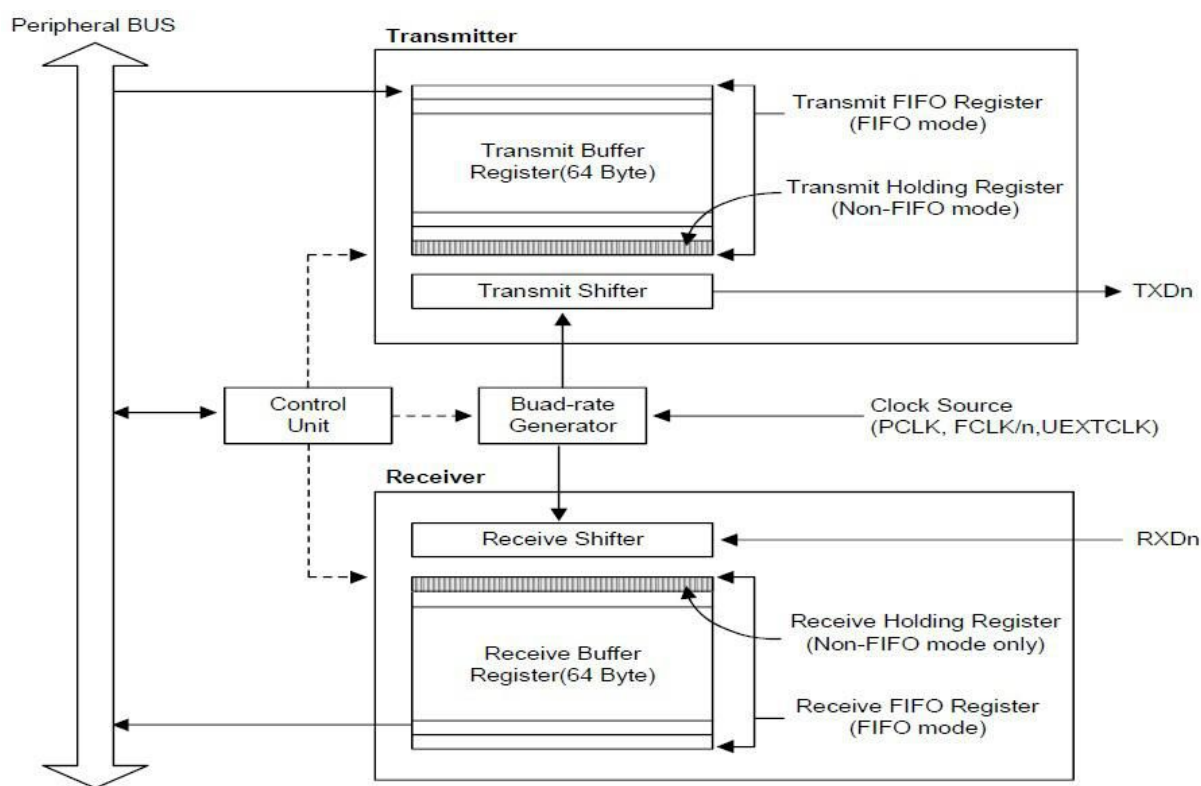 Peripheral BUS
Transmitter
Transmit FIFO Register
(FIFO mode)
Transmit Buffer
Register(64 Byte)
Transmit Holding Register
(Non-FIFO mode)
Transmit Shifter
TXDn
Control
Unit
Buad-rate
Generator
Clock Source
(PCLK, FCLK/n,UEXTCLK)
Receiver
Receive Shifter
RXDn
Receive Holding Register
(Non-FIFO mode only)
Receive Buffer
Register(64 Byte)
Receive FIFO Register
(FIFO mode)